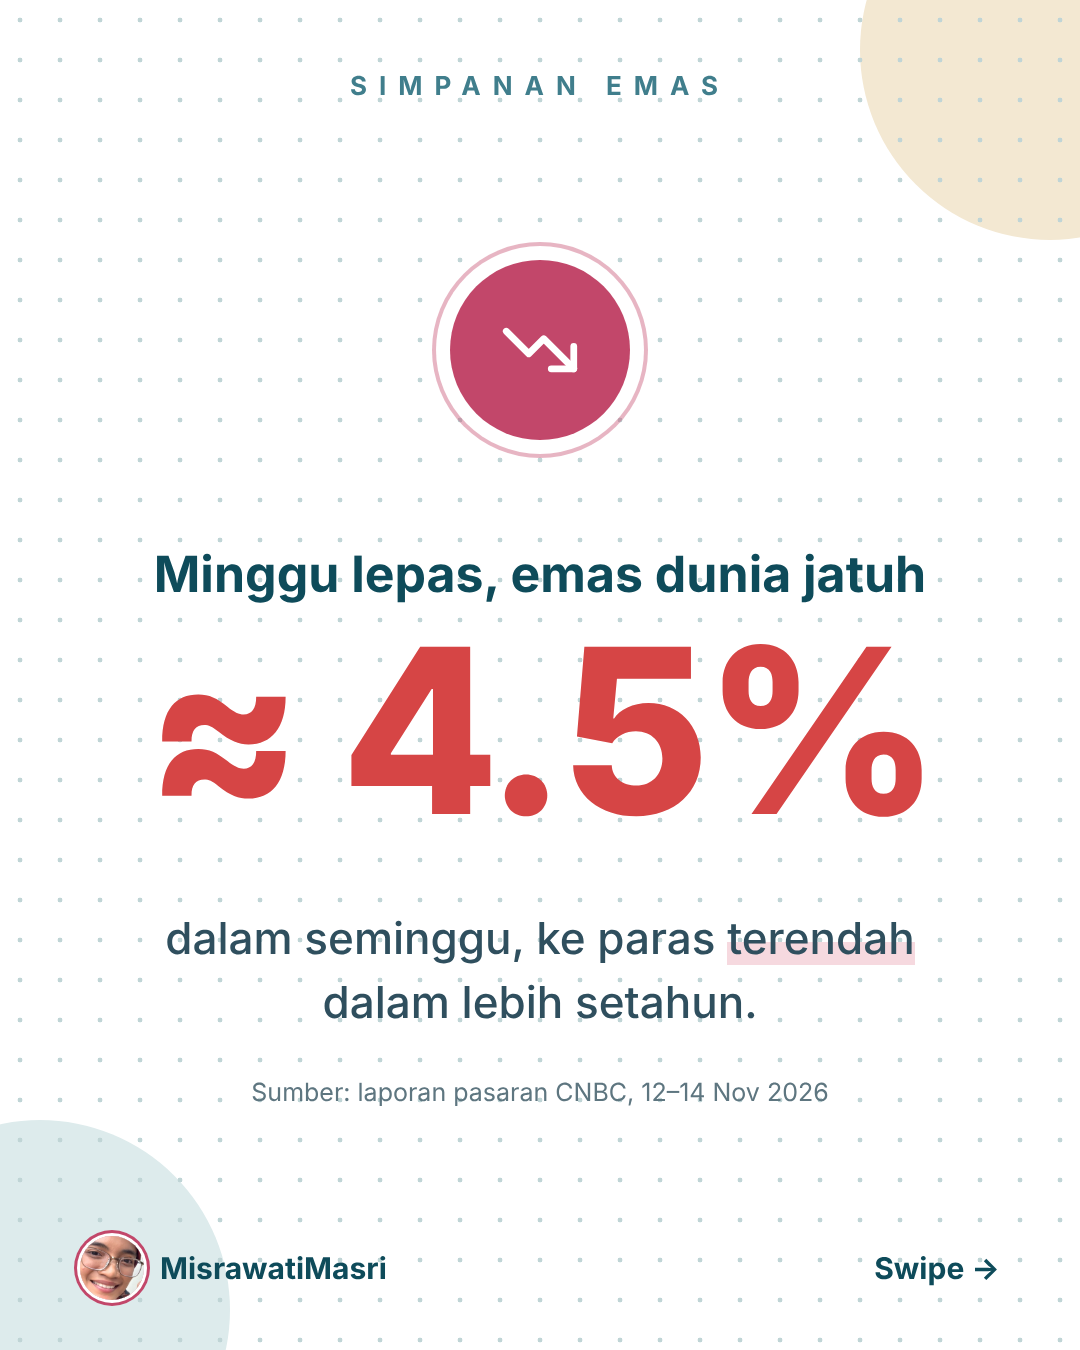 SIMPANAN EMAS
Minggu lepas, emas dunia jatuh
≈ 4.5%
dalam seminggu, ke paras terendah
dalam lebih setahun.
Sumber: laporan pasaran CNBC, 12–14 Nov 2026
MisrawatiMasri
Swipe →